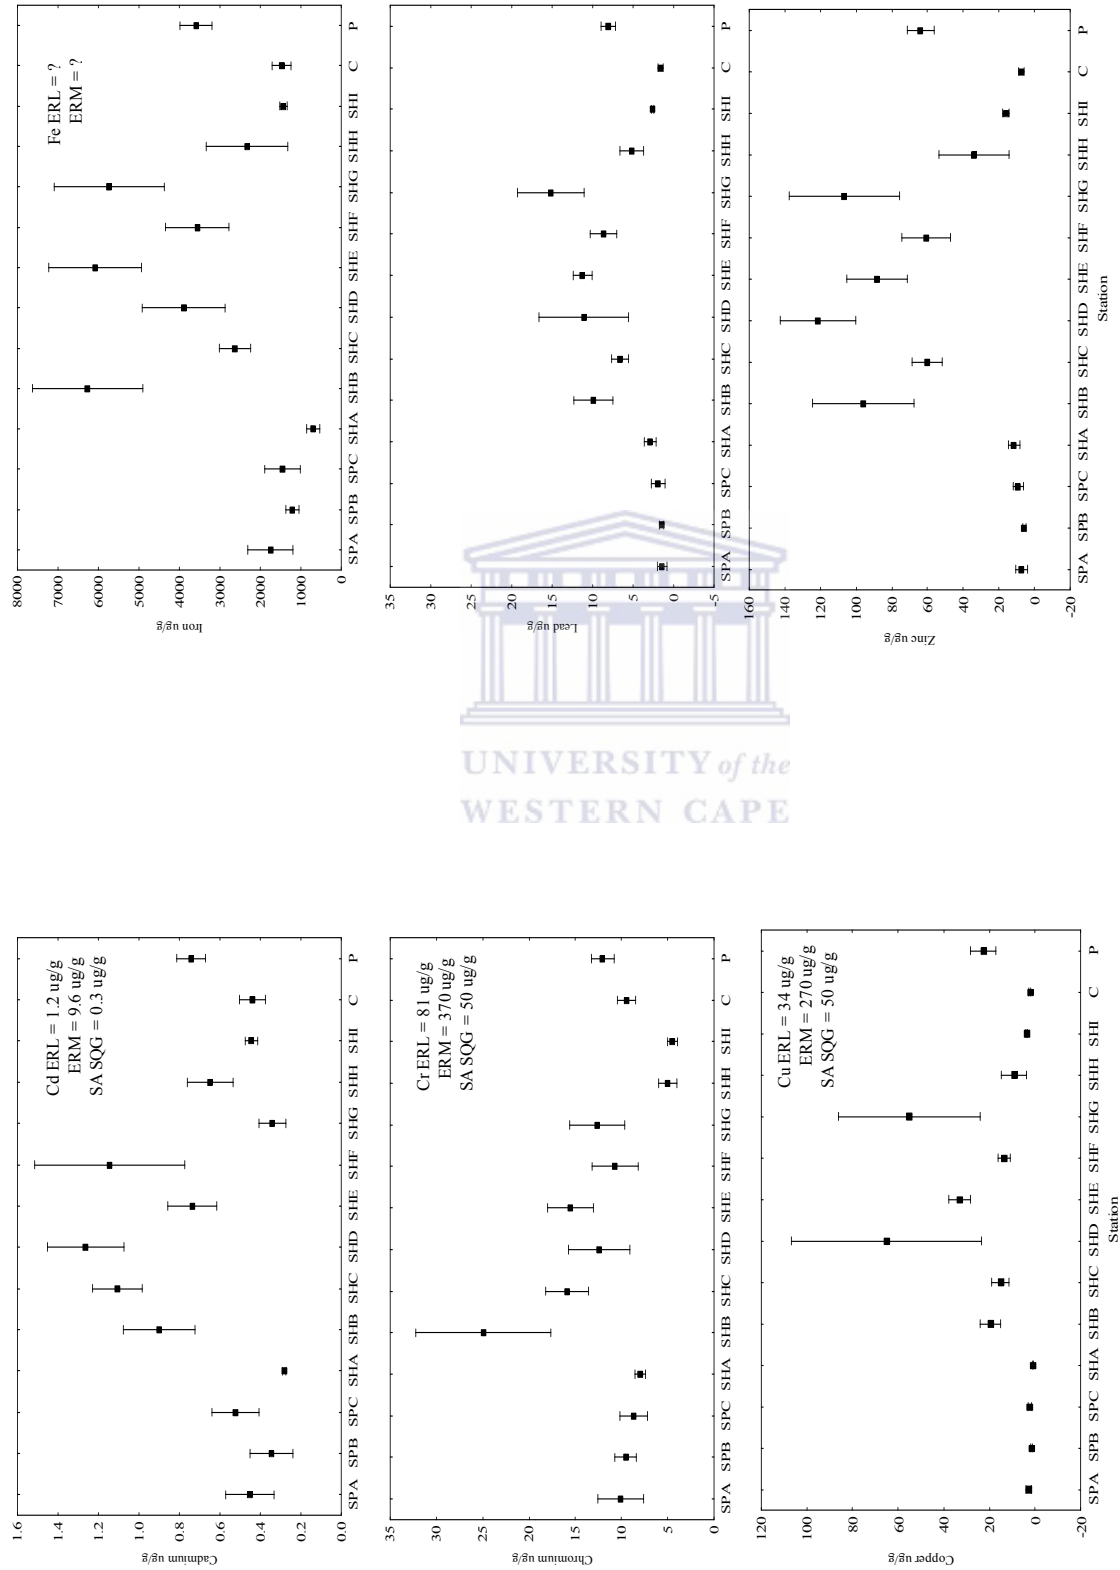 1.6
1.4
1.2
1.0
0.8
0.6
0.4
0.2
0.0
Cadmium ug/g
Cd ERL = 1.2 ug/g
ERM = 9.6 ug/g
SA SQG = 0.3 ug/g
SPA SPB SPC SHA SHB SHC SHD SHE SHF SHG SHH SHI C P
8000
7000
6000
5000
4000
3000
2000
1000
0
Iron ug/g
Fe ERL = ?
ERM = ?
SPA SPB SPC SHA SHB SHC SHD SHE SHF SHG SHH SHI C P
35
30
25
20
15
10
5
0
Chromium ug/g
Cr ERL = 81 ug/g
ERM = 370 ug/g
SA SQG = 50 ug/g
SPA SPB SPC SHA SHB SHC SHD SHE SHF SHG SHH SHI C P
35
30
25
20
15
10
5
0
-5
Lead ug/g
SPA SPB SPC SHA SHB SHC SHD SHE SHF SHG SHH SHI C P
120
100
80
60
40
20
0
-20
Copper ug/g
Cu ERL = 34 ug/g
ERM = 270 ug/g
SA SQG = 50 ug/g
SPA SPB SPC SHA SHB SHC SHD SHE SHF SHG SHH SHI C P
Station
160
140
120
100
80
60
40
20
0
-20
Zinc ug/g
SPA SPB SPC SHA SHB SHC SHD SHE SHF SHG SHH SHI C P
Station
UNIVERSITY of the
WESTERN CAPE